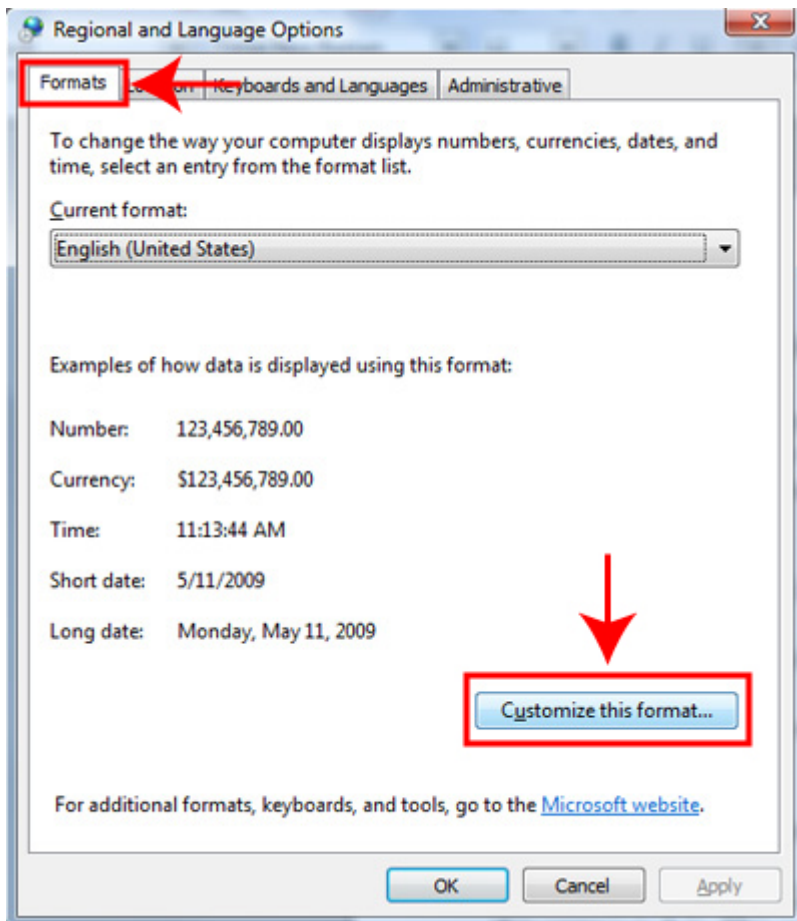 Regional and Language Options
Formats
Keyboards and Languages
Administrative
To change the way your computer displays numbers, currencies, dates, and
time, select an entry from the format list.
Current format:
English (United States)
Examples of how data is displayed using this format:
Number: 123,456,789.00
Currency: $123,456,789.00
Time: 11:13:44 AM
Short date: 5/11/2009
Long date: Monday, May 11, 2009
Customize this format...
For additional formats, keyboards, and tools, go to the Microsoft website.
OK Cancel Apply